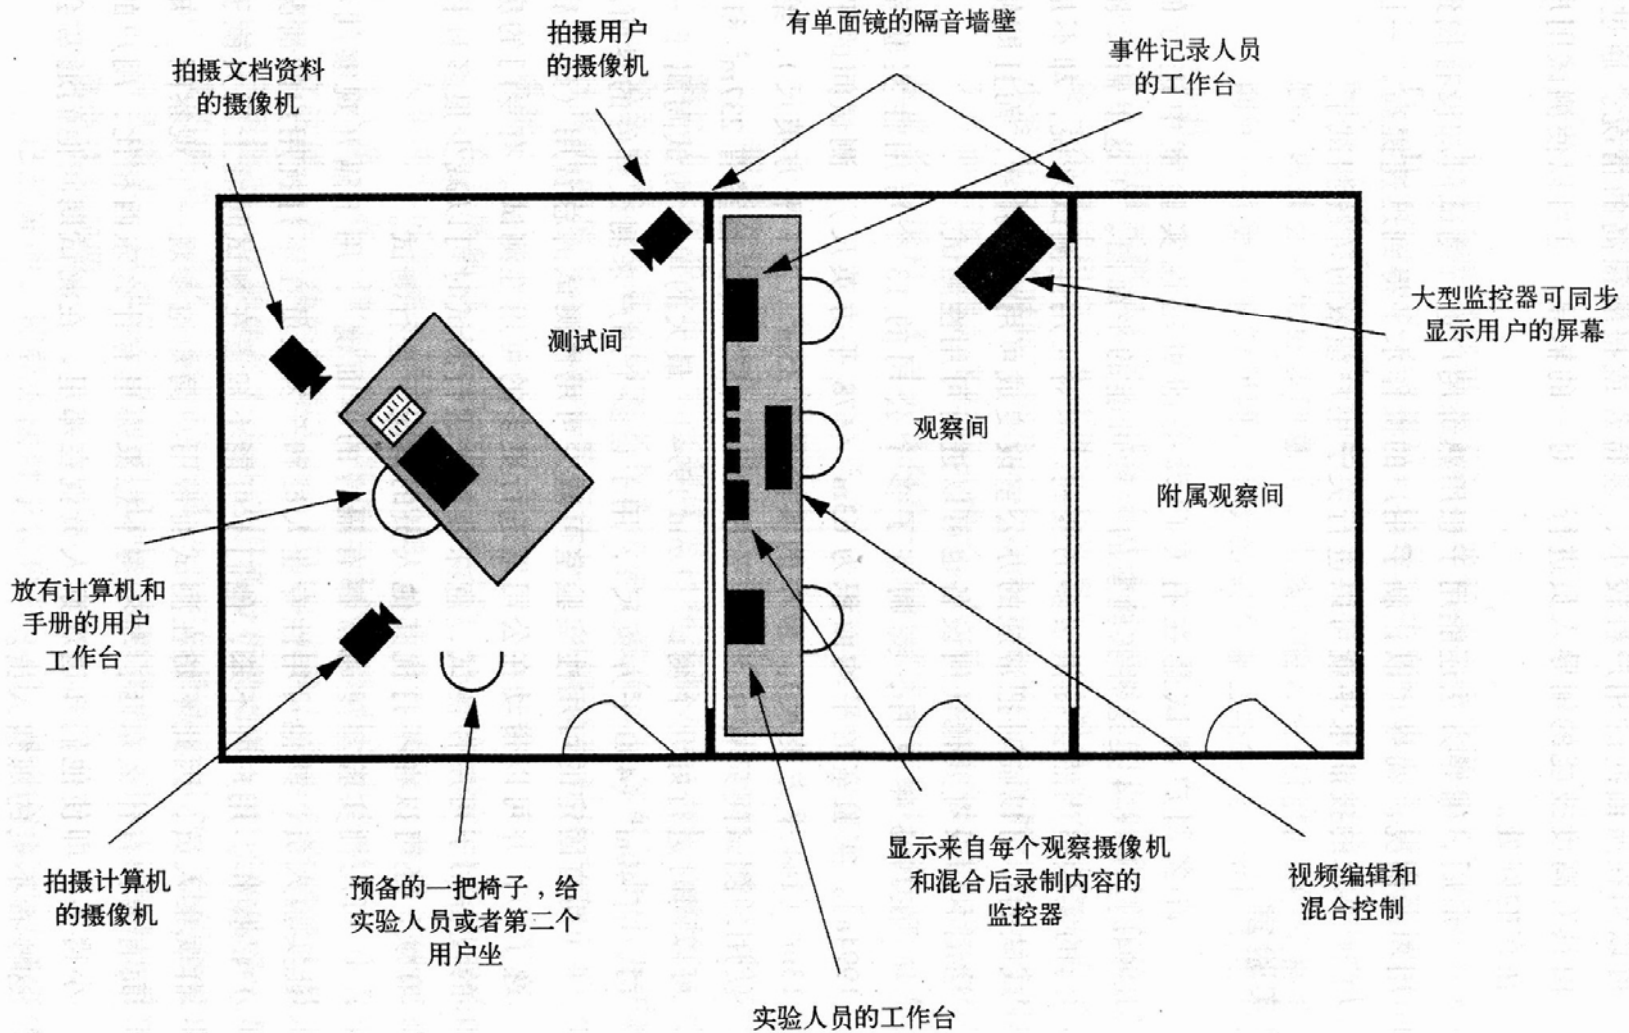 有单面镜的隔音墙壁
拍摄用户
的摄像机
事件记录人员
的工作台
拍摄文档资料
的摄像机
大型监控器可同步
显示用户的屏幕
测试间
观察间
附属观察间
放有计算机和
手册的用户
工作台
拍摄计算机
的摄像机
预备的一把椅子，给
实验人员或者第二个
用户坐
显示来自每个观察摄像机
和混合后录制内容的
监控器
视频编辑和
混合控制
实验人员的工作台